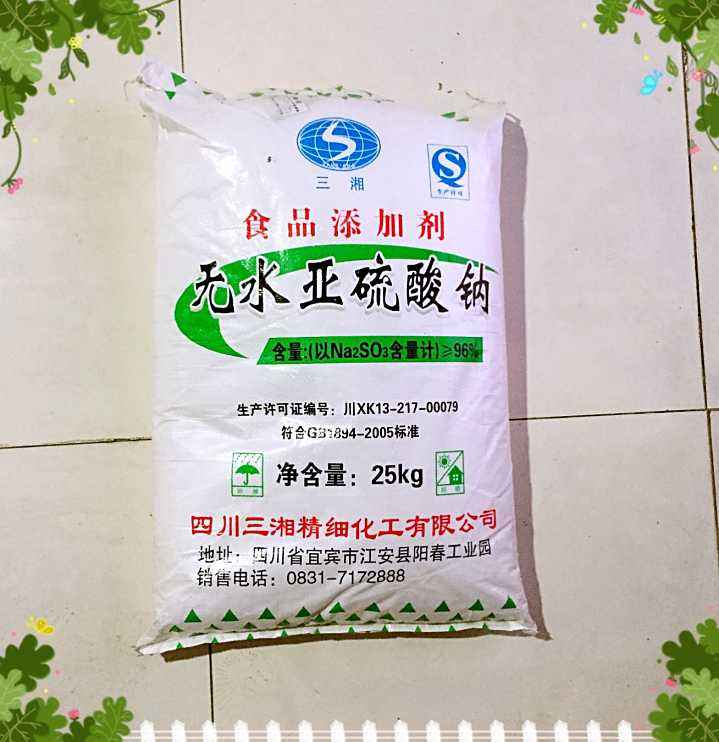 三湘
食品添加剂
无水亚硫酸钠
含量:(以Na2SO3含量计)≥96%
生产许可证编号：川XK13-217-00079
符合GB1894-2005标准
净含量：25kg
四川三湘精细化工有限公司
地址：四川省宜宾市江安县阳春工业园
销售电话：0831-7172888